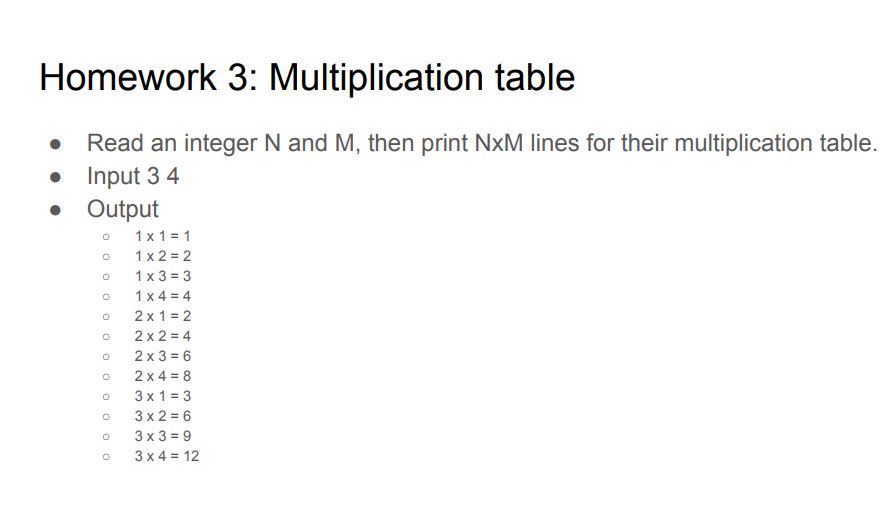 Homework 3: Multiplication table
● Read an integer N and M, then print NxM lines for their multiplication table.
● Input 3 4
● Output
○ 1 x 1 = 1
○ 1 x 2 = 2
○ 1 x 3 = 3
○ 1 x 4 = 4
○ 2 x 1 = 2
○ 2 x 2 = 4
○ 2 x 3 = 6
○ 2 x 4 = 8
○ 3 x 1 = 3
○ 3 x 2 = 6
○ 3 x 3 = 9
○ 3 x 4 = 12